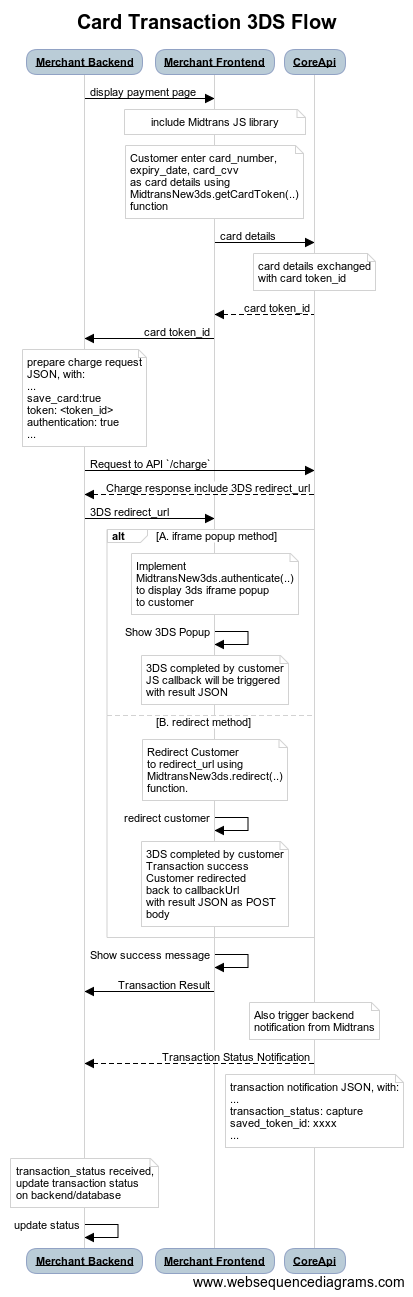 Card Transaction 3DS Flow
Merchant Backend
Merchant Frontend
CoreApi
display payment page
include Midtrans JS library
Customer enter card_number,
expiry_date, card_cvv
as card details using
MidtransNew3ds.getCardToken(..)
function
card details
card details exchanged
with card token_id
card token_id
card token_id
prepare charge request
JSON, with:
...
save_card:true
token: <token_id>
authentication: true
...
Request to API `/charge`
Charge response include 3DS redirect_url
3DS redirect_url
alt
[A. iframe popup method]
Implement
MidtransNew3ds.authenticate(..)
to display 3ds iframe popup
to customer
Show 3DS Popup
3DS completed by customer
JS callback will be triggered
with result JSON
[B. redirect method]
Redirect Customer
to redirect_url using
MidtransNew3ds.redirect(..)
function.
redirect customer
3DS completed by customer
Transaction success
Customer redirected
back to callbackUrl
with result JSON as POST
body
Show success message
Transaction Result
Also trigger backend
notification from Midtrans
Transaction Status Notification
transaction notification JSON, with:
...
transaction_status: capture
saved_token_id: xxxx
...
transaction_status received,
update transaction status
on backend/database
update status
Merchant Backend
Merchant Frontend
CoreApi
www.websequencediagrams.com